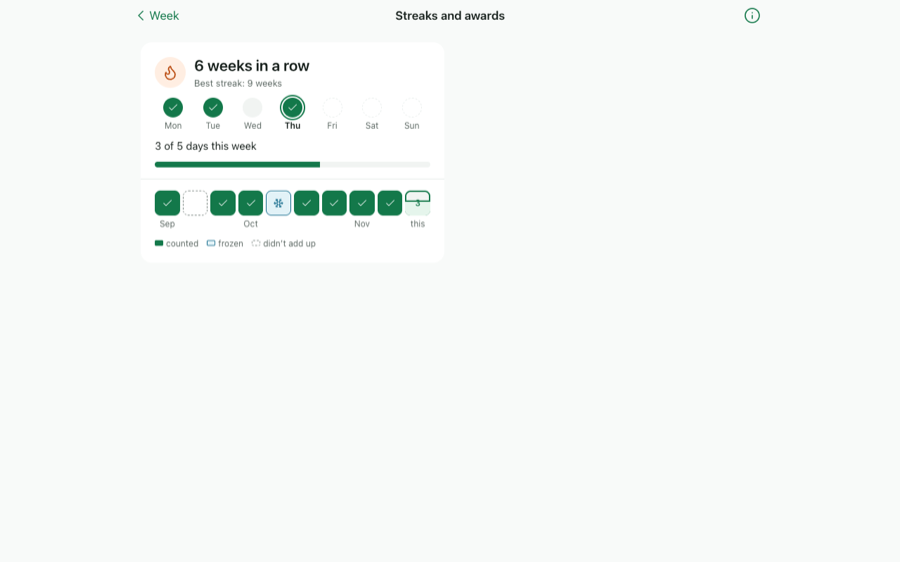 Week
Streaks and awards
6 weeks in a row
Best streak: 9 weeks
Mon Tue Wed Thu Fri Sat Sun
3 of 5 days this week
3
Sep Oct Nov this
counted frozen didn't add up